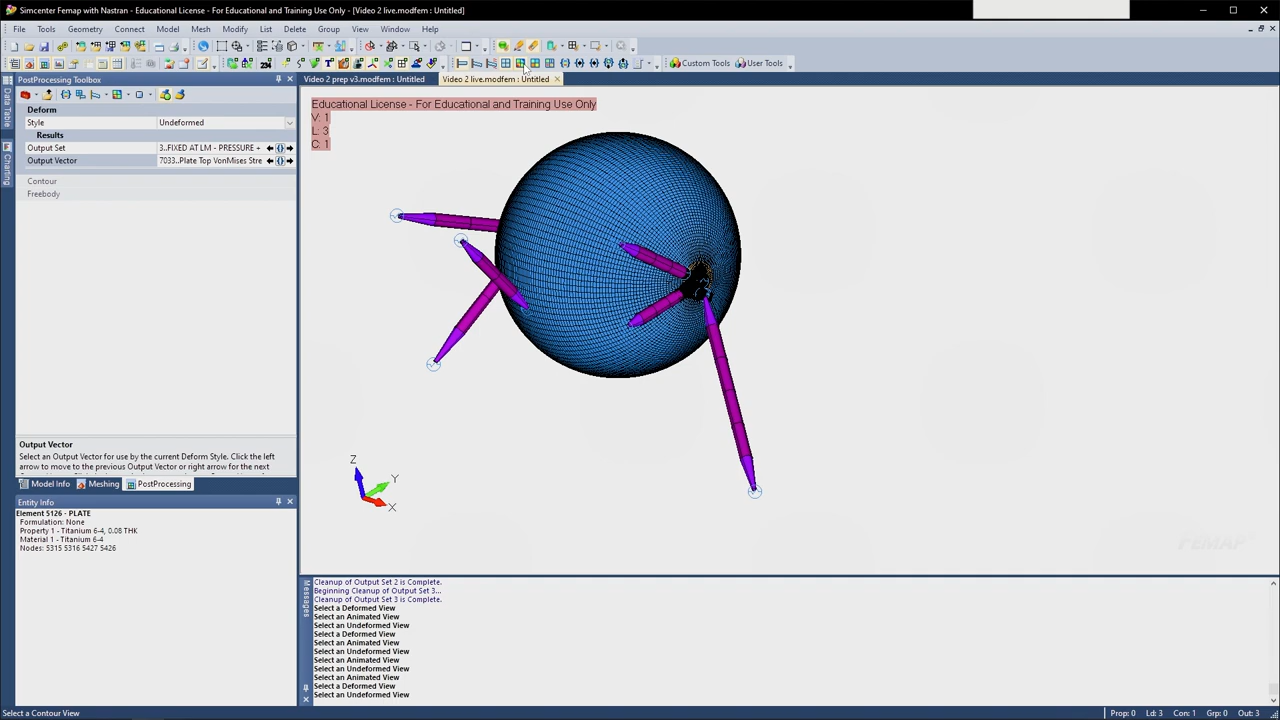 Simcenter Femap with Nastran - Educational License - For Educational and Training Use Only - [Video 2 live.modfem : Untitled]
File Tools Geometry Connect Model Mesh Modify List Delete Group View Window Help
Custom Tools User Tools
PostProcessing Toolbox
Video 2 prep v3.modfem : Untitled
Video 2 live.modfem : Untitled
Data Table
Charting
Deform
Style Undeformed
Results
Output Set 3..FIXED AT LM - PRESSURE +
Output Vector 7033..Plate Top VonMises Stre
Contour
Freebody
Educational License - For Educational and Training Use Only
V: 1
L: 3
C: 1
Z
Y
X
FEMAP
Output Vector
Select an Output Vector for use by the current Deform Style. Click the left
arrow to move to the previous Output Vector or right arrow for the next
Model Info Meshing PostProcessing
Entity Info
Element 5126 - PLATE
Formulation: None
Property 1 - Titanium 6-4, 0.08 THK
Material 1 - Titanium 6-4
Nodes: 5315 5316 5427 5426
Messages
Cleanup of Output Set 2 is Complete.
Beginning Cleanup of Output Set 3...
Cleanup of Output Set 3 is Complete.
Select a Deformed View
Select an Animated View
Select an Undeformed View
Select a Deformed View
Select an Animated View
Select an Undeformed View
Select an Animated View
Select an Undeformed View
Select an Animated View
Select a Deformed View
Select an Undeformed View
Select a Contour View
Prop: 0 Ld: 3 Con: 1 Grp: 0 Out: 3